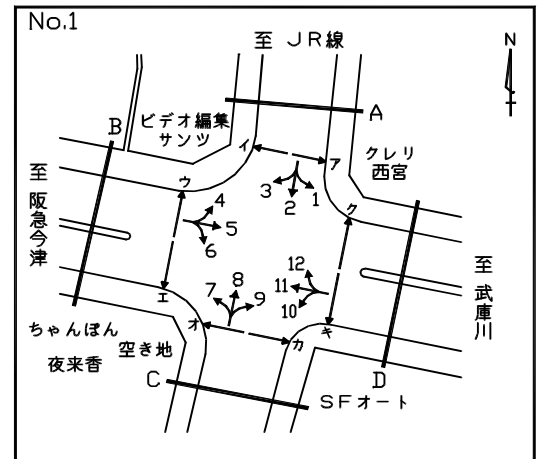 No.1
至 JR線
N
A
B
ビデオ編集
サンツ
クレリ
西宮
イ
ア
ウ
ク
3
2
1
4
5
6
至
阪急今津
12
11
10
至
武庫川
7
8
9
エ
オ
カ
キ
ちゃんぽん
夜来香
空き地
C
D
SFオート